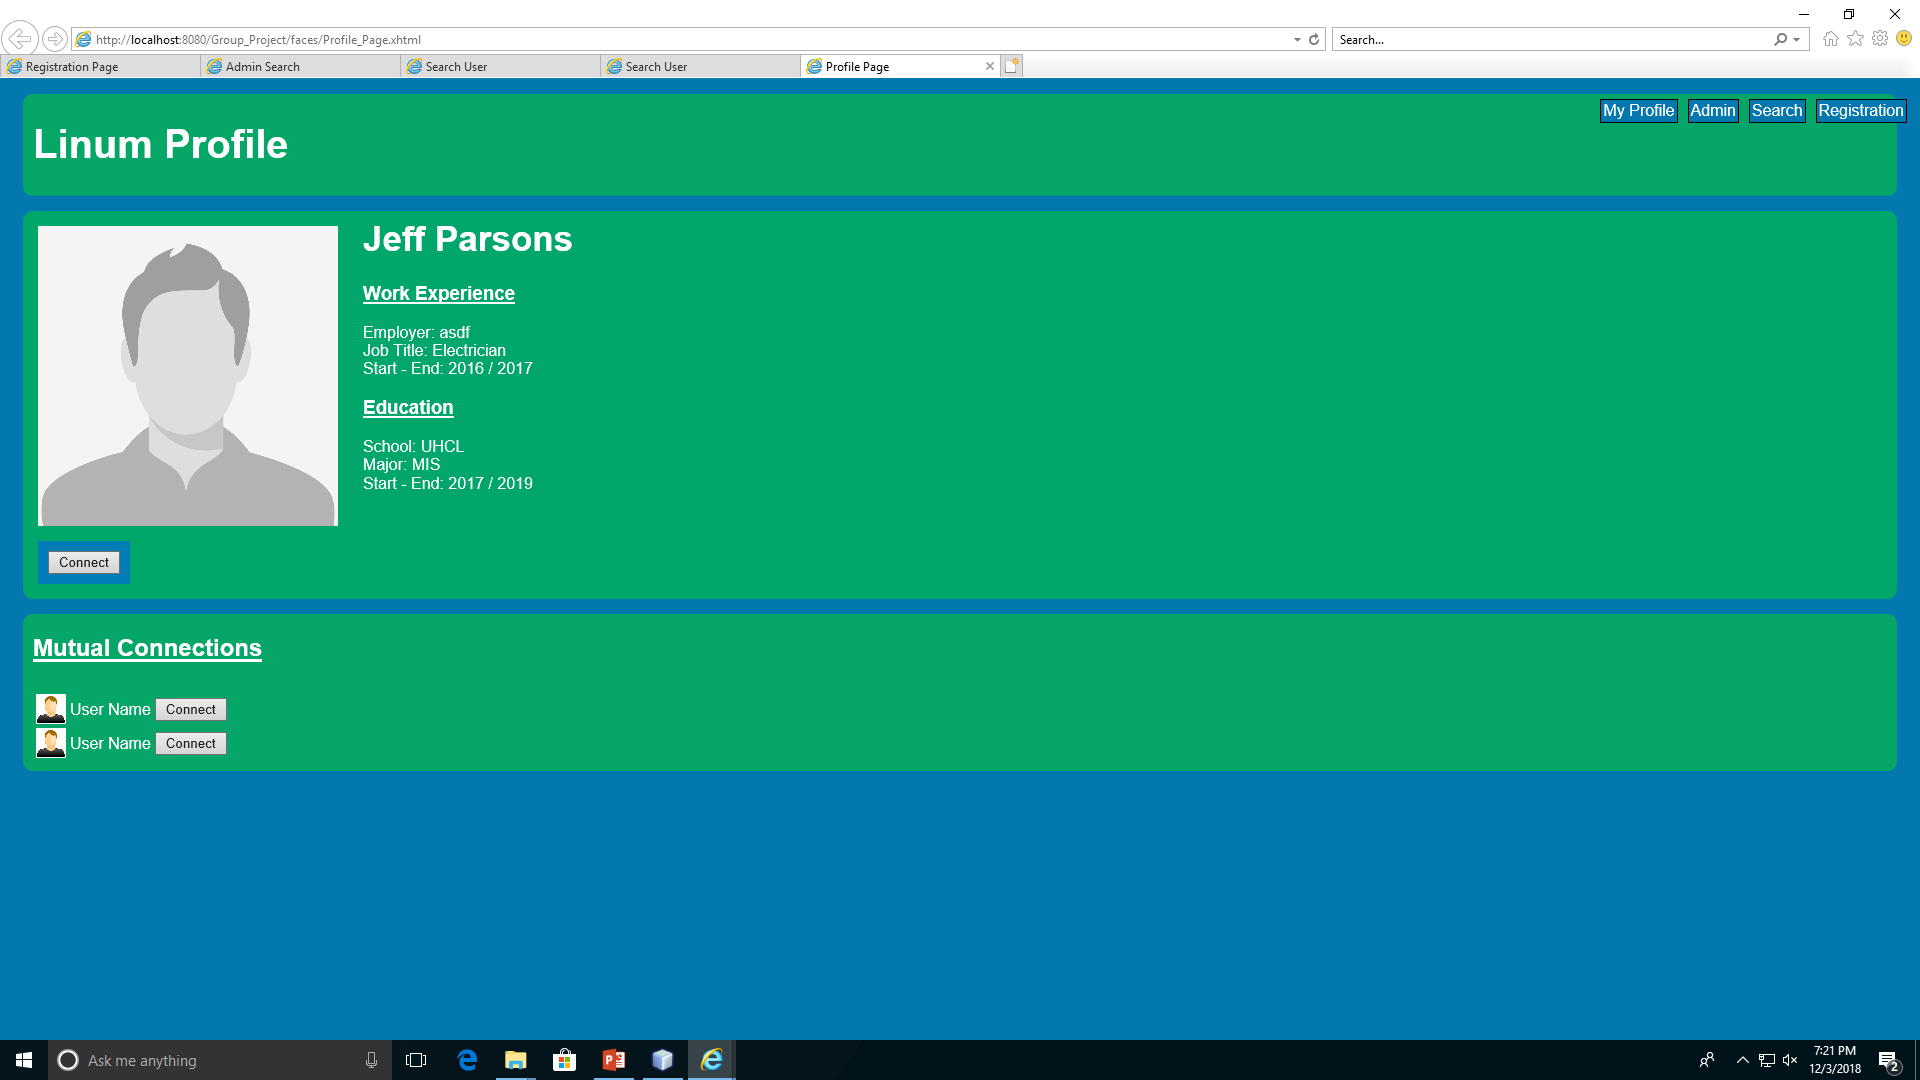 http://localhost:8080/Group_Project/faces/Profile_Page.xhtml
Search...
Registration Page
Admin Search
Search User
Search User
Profile Page
My Profile
Admin
Search
Registration
Linum Profile
Jeff Parsons
Work Experience
Employer: asdf
Job Title: Electrician
Start - End: 2016 / 2017
Education
School: UHCL
Major: MIS
Start - End: 2017 / 2019
Connect
Mutual Connections
User Name Connect
User Name Connect
Ask me anything
7:21 PM
12/3/2018
2